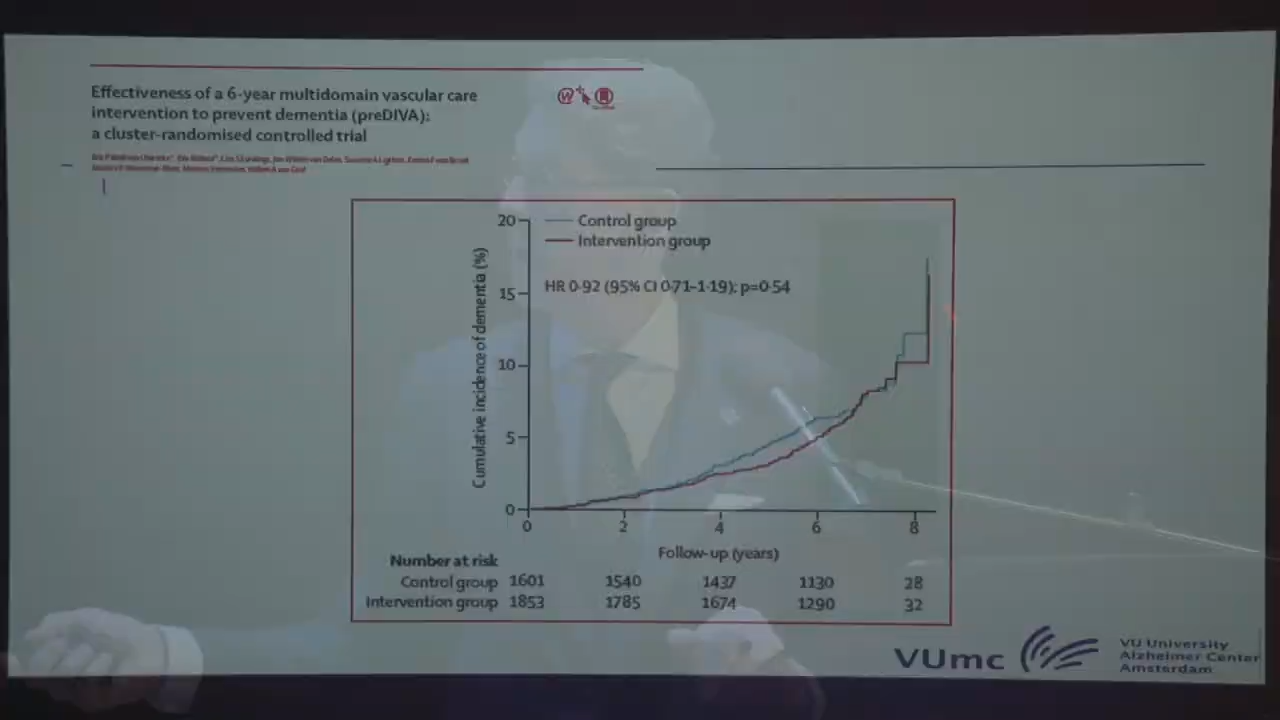 Effectiveness of a 6-year multidomain vascular care
intervention to prevent dementia (preDIVA):
a cluster-randomised controlled trial
20
Control group
Intervention group
HR 0·92 (95% CI 0·71–1·19); p=0·54
15
10
5
0
Cumulative incidence of dementia (%)
0 2 4 6 8
Follow-up (years)
Number at risk
Control group 1601 1540 1437 1130 28
Intervention group 1853 1785 1674 1290 32
VUmc
VU University
Alzheimer Center
Amsterdam